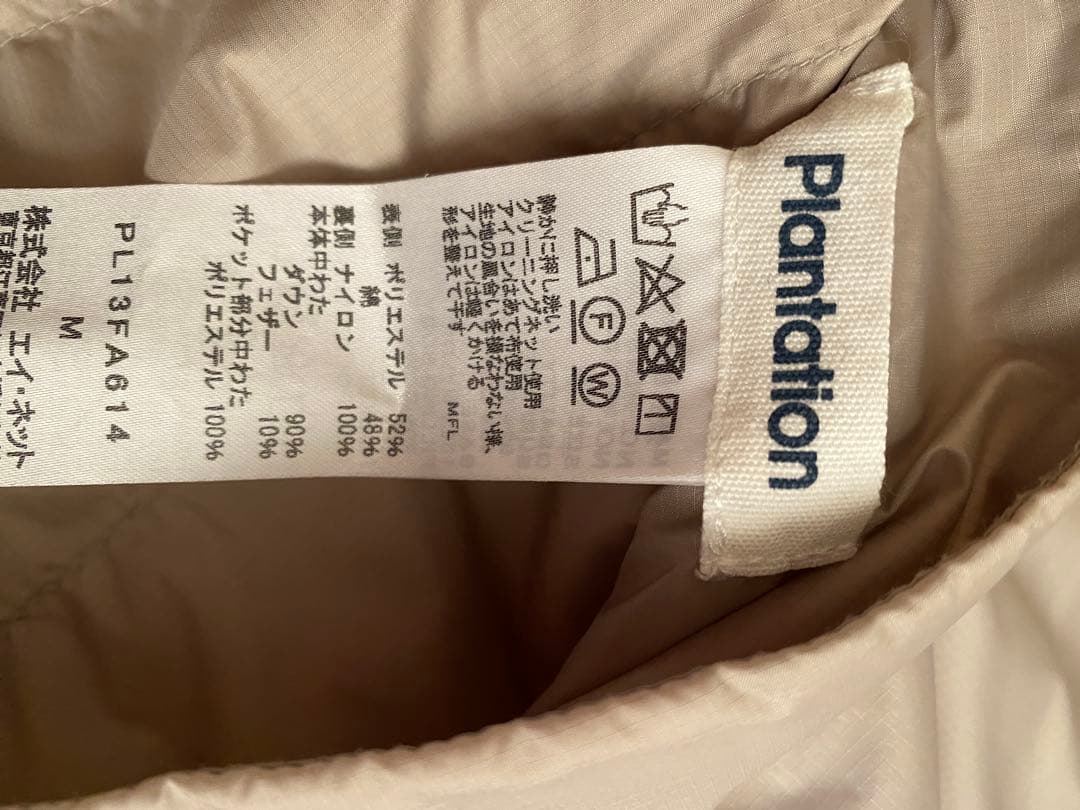 Plantation
F W
静かに押し洗い
クリーニングネット使用
アイロンはあて布使用
生地の風合いを損なわない様、
アイロンは軽くかける
形を整えて干す
MFL
表側 ポリエステル 52%
綿 48%
裏側 ナイロン 100%
本体中わた
ダウン 90%
フェザー 10%
ポケット部分中わた
ポリエステル 100%
PL13FA614
M
株式会社 エイ・ネット